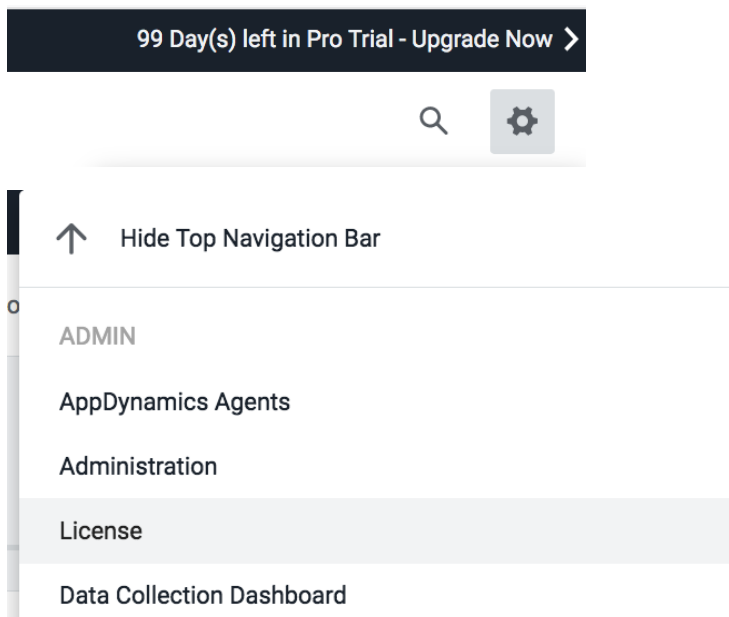 99 Day(s) left in Pro Trial - Upgrade Now
Hide Top Navigation Bar
o
ADMIN
AppDynamics Agents
Administration
License
Data Collection Dashboard